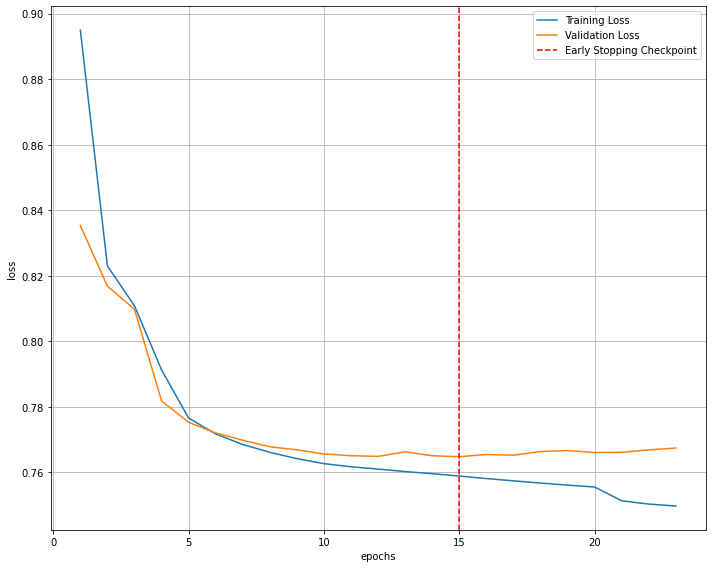 Training Loss
Validation Loss
Early Stopping Checkpoint
0.90
0.88
0.86
0.84
0.82
0.80
0.78
0.76
loss
0
5
10
15
20
epochs